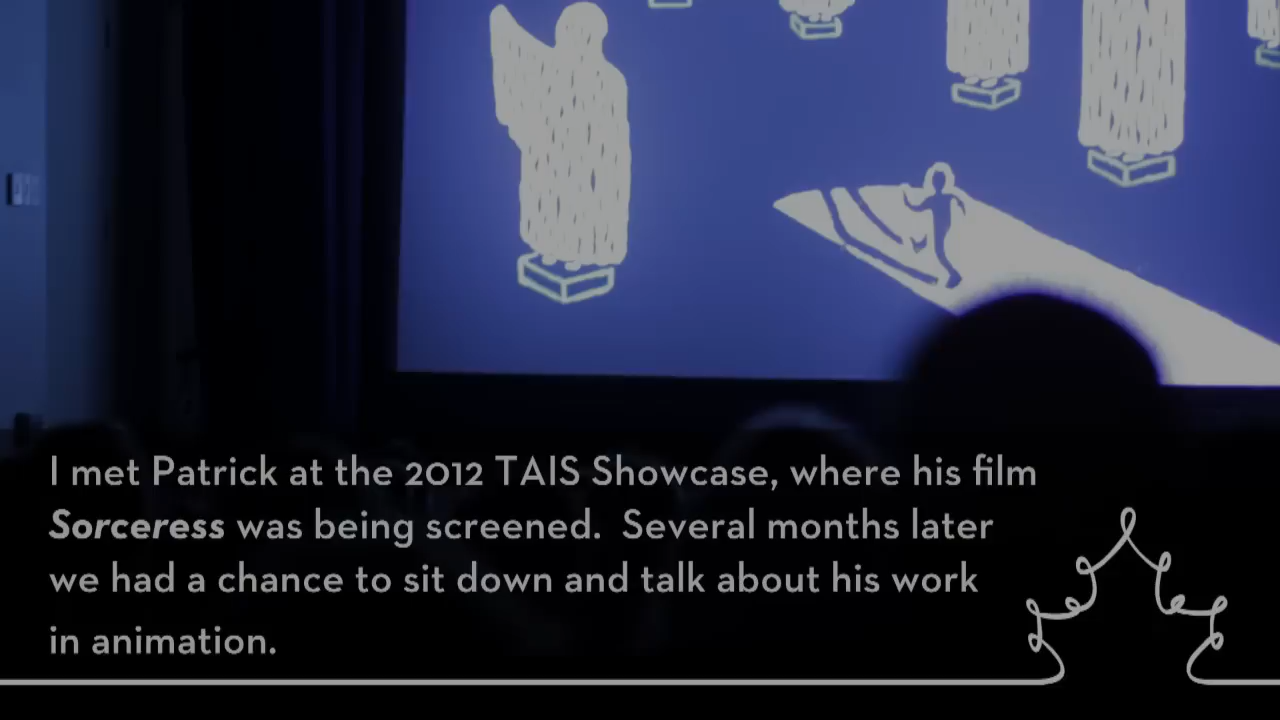 I met Patrick at the 2012 TAIS Showcase, where his film
Sorceress was being screened.  Several months later
we had a chance to sit down and talk about his work
in animation.